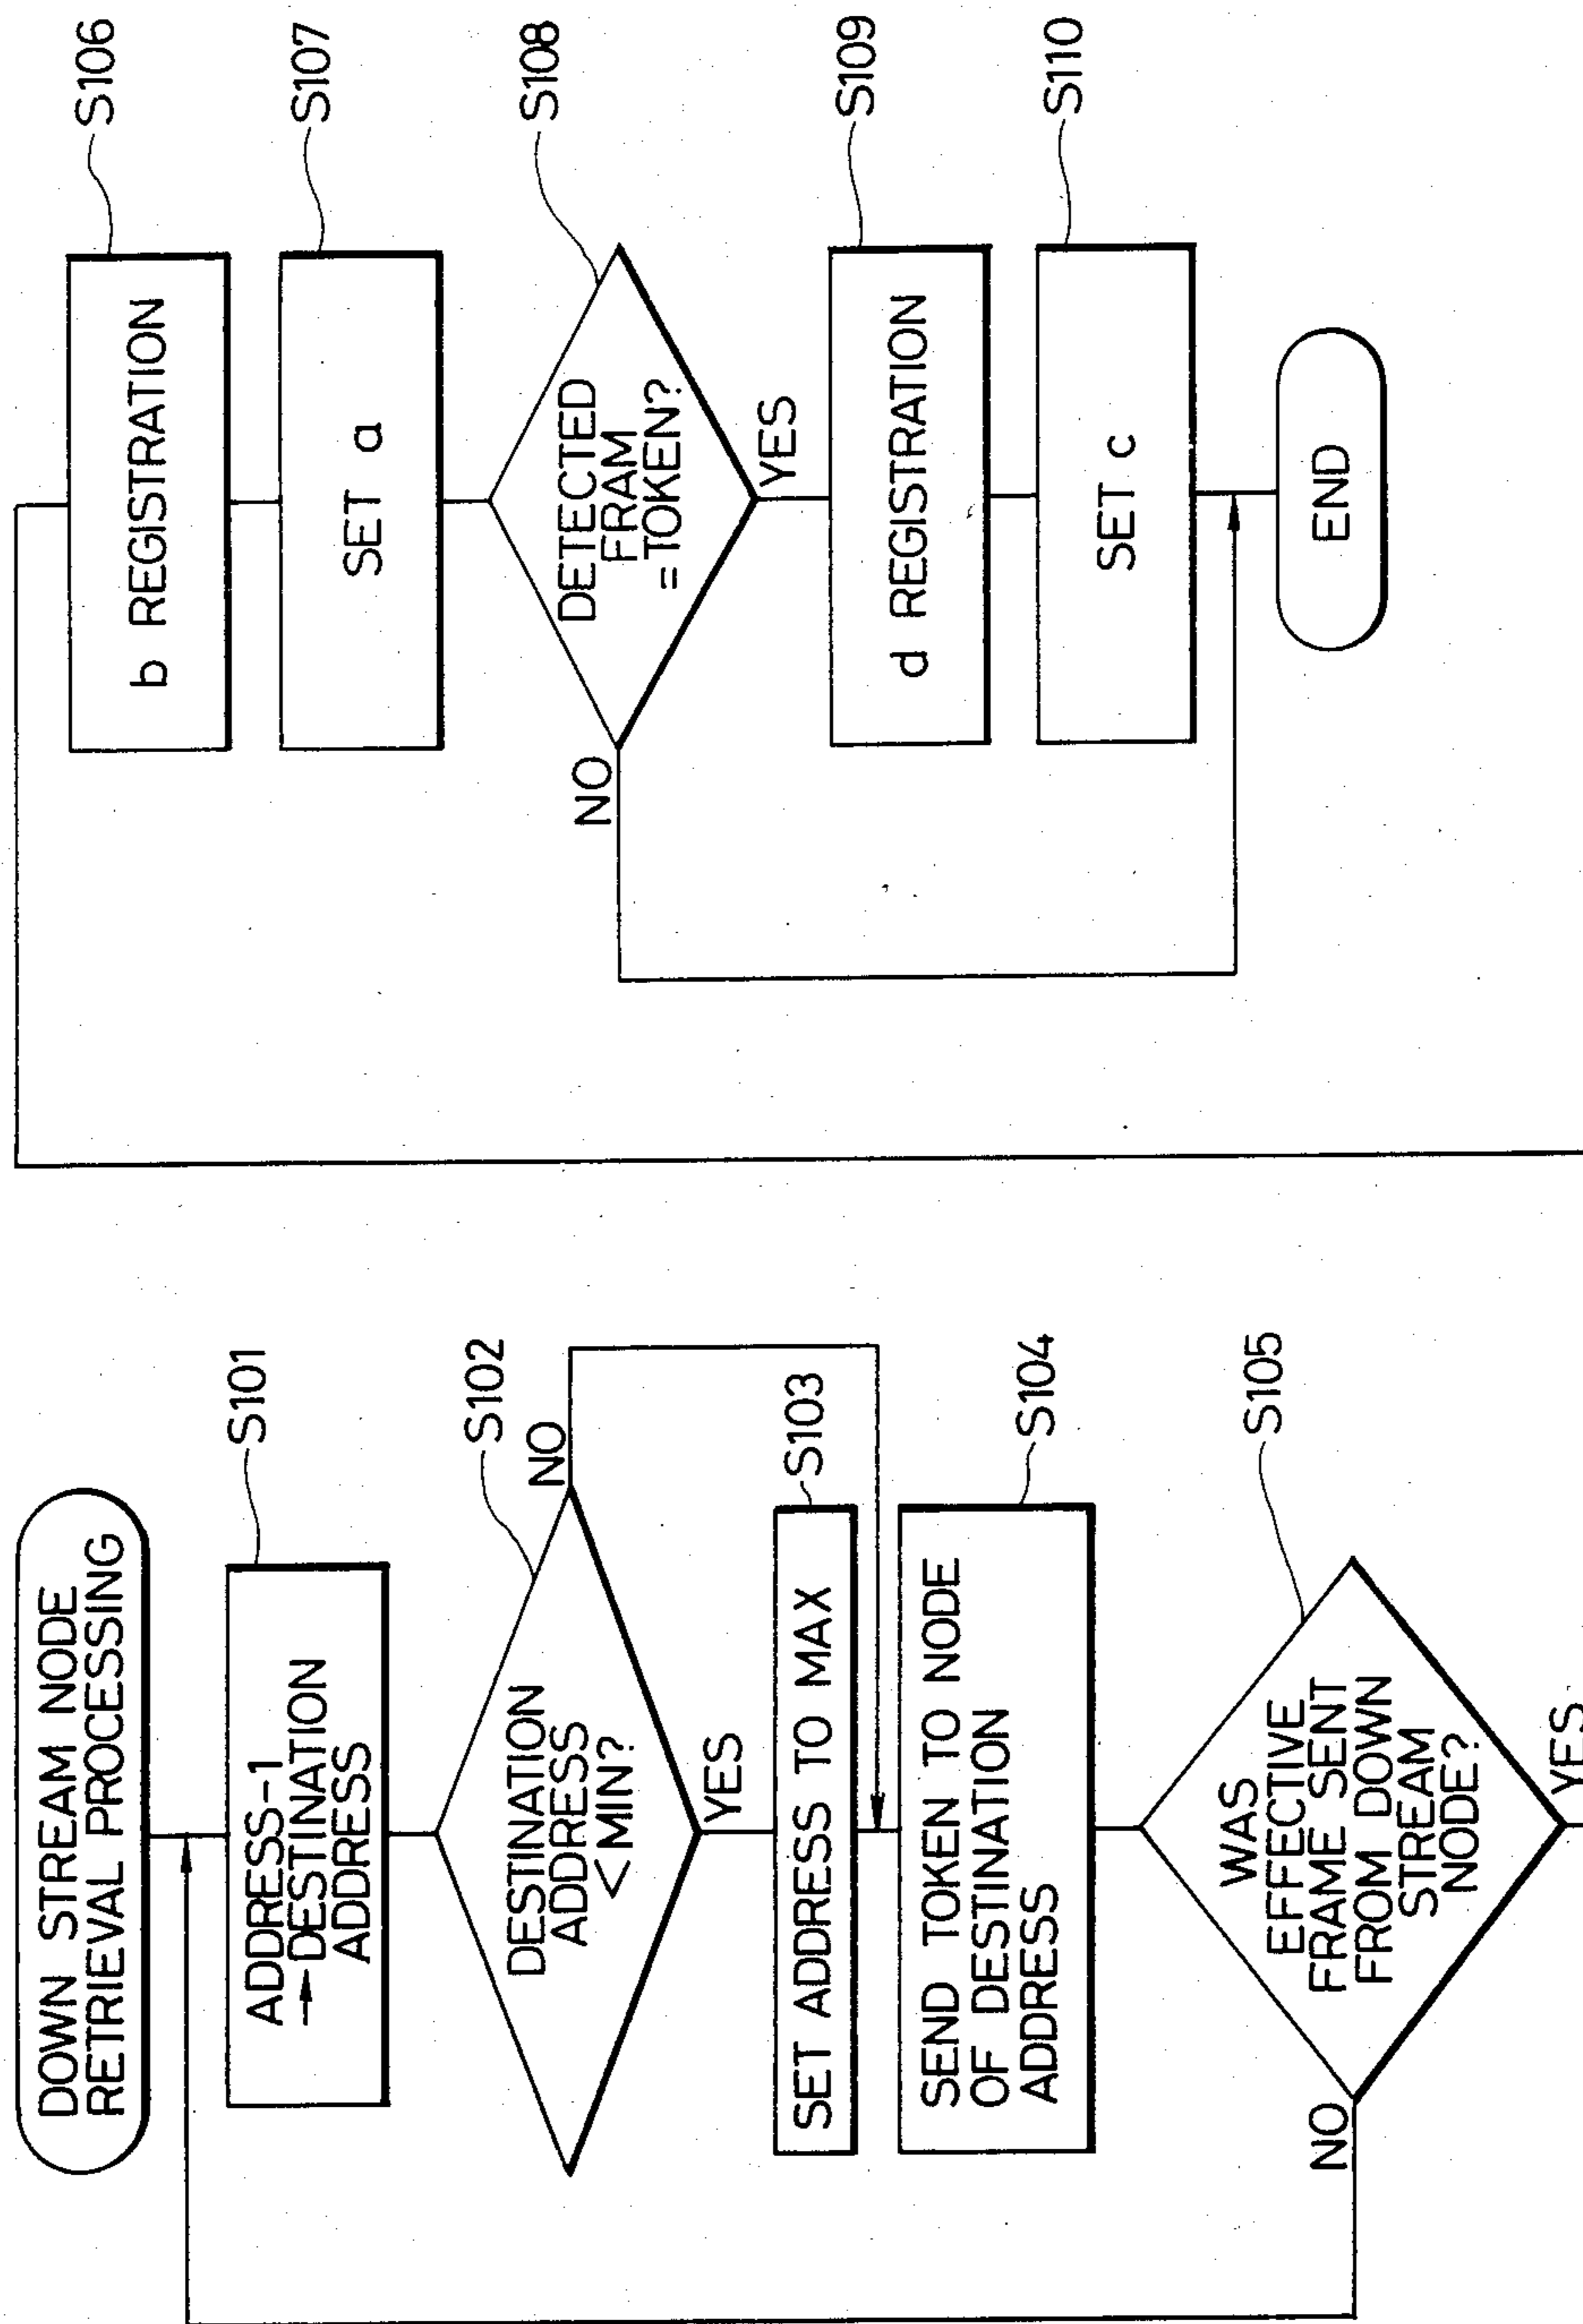 DOWN STREAM NODE
RETRIEVAL PROCESSING
S101
ADDRESS-1
→DESTINATION
ADDRESS
S102
DESTINATION
ADDRESS
<MIN?
NO
YES
S103
SET ADDRESS TO MAX
S104
SEND TOKEN TO NODE
OF DESTINATION
ADDRESS
S105
WAS
EFFECTIVE
FRAME SENT
FROM DOWN
STREAM
NODE?
NO
YES
S106
b REGISTRATION
S107
SET a
S108
DETECTED
FRAM
=TOKEN?
NO
YES
S109
d REGISTRATION
S110
SET c
END